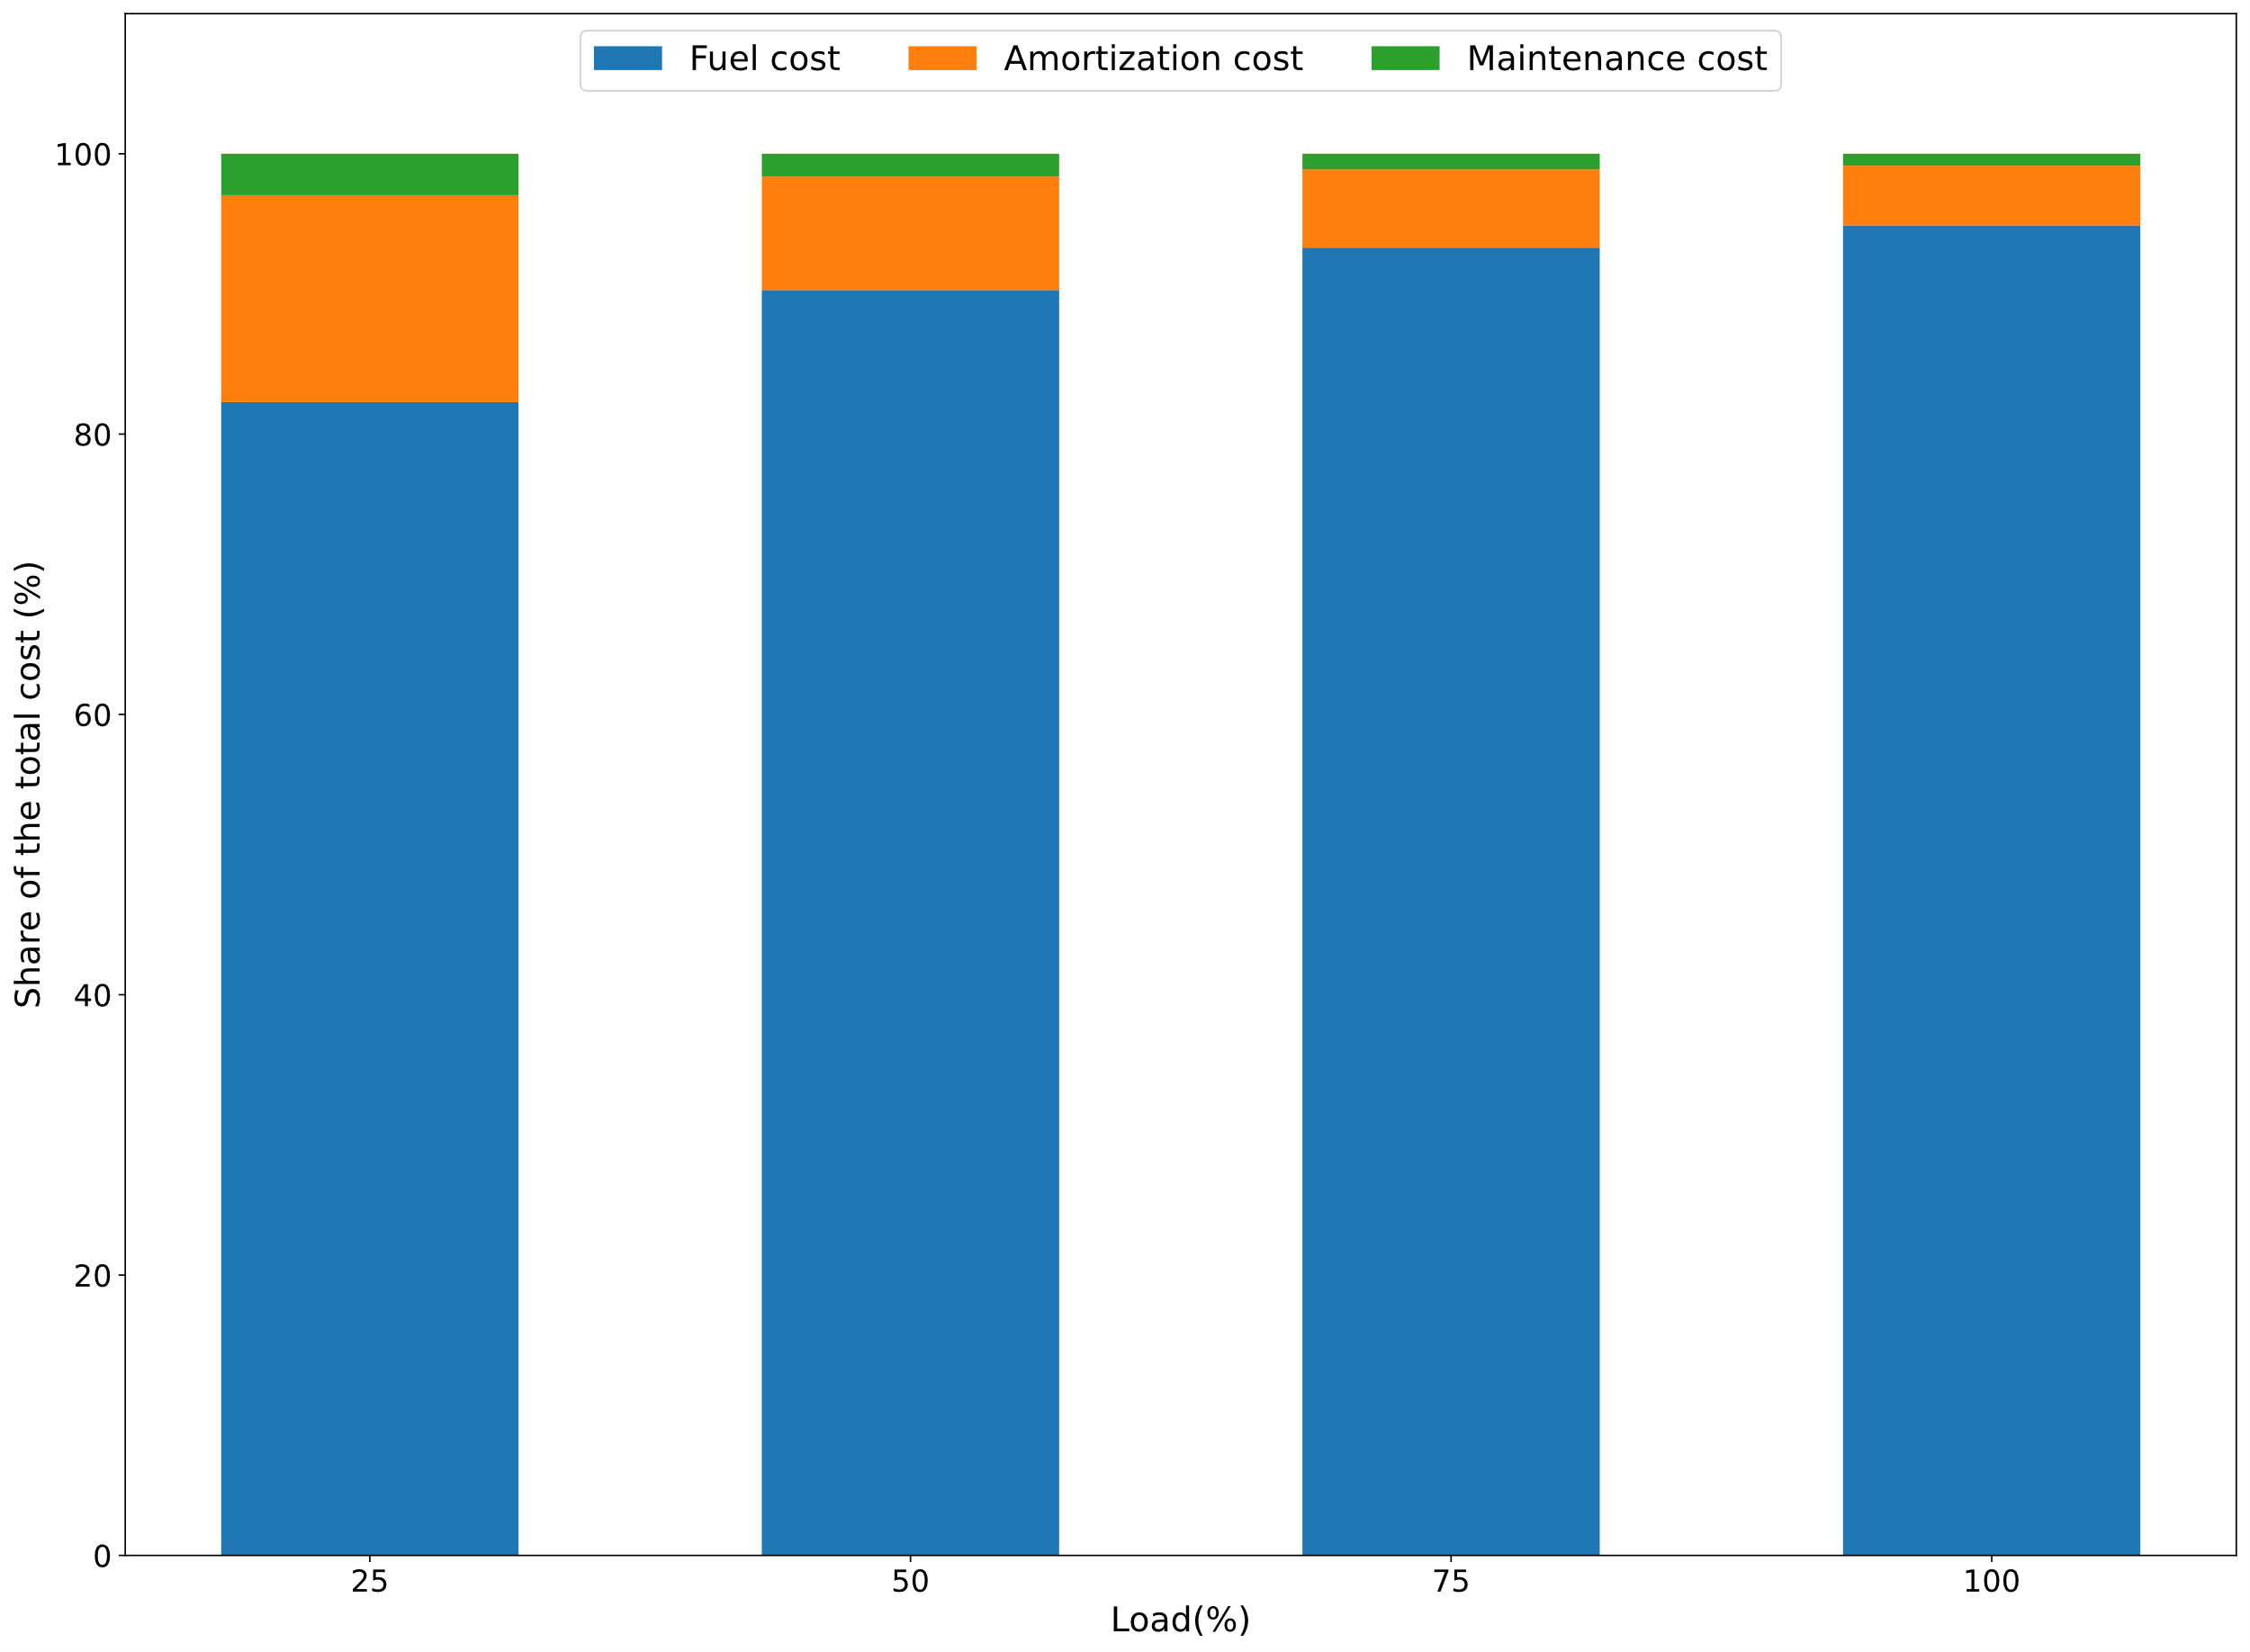 Fuel cost Amortization cost Maintenance cost
100
80
60
40
20
0
Share of the total cost (%)
25 50 75 100
Load(%)